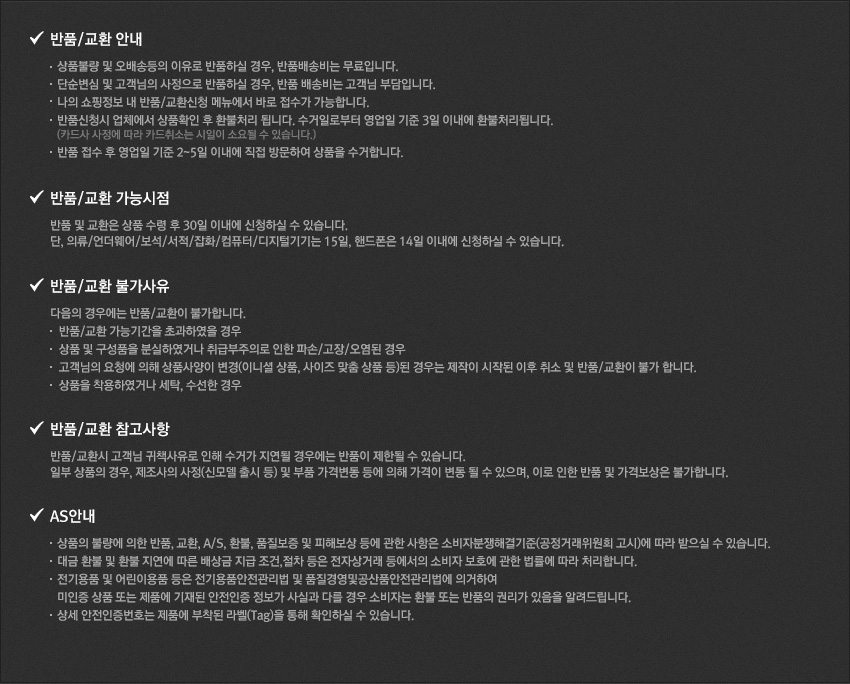 반품/교환 안내
· 상품불량 및 오배송등의 이유로 반품하실 경우, 반품배송비는 무료입니다.
· 단순변심 및 고객님의 사정으로 반품하실 경우, 반품 배송비는 고객님 부담입니다.
· 나의 쇼핑정보 내 반품/교환신청 메뉴에서 바로 접수가 가능합니다.
· 반품신청시 업체에서 상품확인 후 환불처리 됩니다. 수거일로부터 영업일 기준 3일 이내에 환불처리됩니다.
(카드사 사정에 따라 카드취소는 시일이 소요될 수 있습니다.)
· 반품 접수 후 영업일 기준 2~5일 이내에 직접 방문하여 상품을 수거합니다.
반품/교환 가능시점
반품 및 교환은 상품 수령 후 30일 이내에 신청하실 수 있습니다.
단, 의류/언더웨어/보석/서적/잡화/컴퓨터/디지털기기는 15일, 핸드폰은 14일 이내에 신청하실 수 있습니다.
반품/교환 불가사유
다음의 경우에는 반품/교환이 불가합니다.
· 반품/교환 가능기간을 초과하였을 경우
· 상품 및 구성품을 분실하였거나 취급부주의로 인한 파손/고장/오염된 경우
· 고객님의 요청에 의해 상품사양이 변경(이니셜 상품, 사이즈 맞춤 상품 등)된 경우는 제작이 시작된 이후 취소 및 반품/교환이 불가 합니다.
· 상품을 착용하였거나 세탁, 수선한 경우
반품/교환 참고사항
반품/교환시 고객님 귀책사유로 인해 수거가 지연될 경우에는 반품이 제한될 수 있습니다.
일부 상품의 경우, 제조사의 사정(신모델 출시 등) 및 부품 가격변동 등에 의해 가격이 변동 될 수 있으며, 이로 인한 반품 및 가격보상은 불가합니다.
AS안내
· 상품의 불량에 의한 반품, 교환, A/S, 환불, 품질보증 및 피해보상 등에 관한 사항은 소비자분쟁해결기준(공정거래위원회 고시)에 따라 받으실 수 있습니다.
· 대금 환불 및 환불 지연에 따른 배상금 지급 조건,절차 등은 전자상거래 등에서의 소비자 보호에 관한 법률에 따라 처리합니다.
· 전기용품 및 어린이용품 등은 전기용품안전관리법 및 품질경영및공산품안전관리법에 의거하여
미인증 상품 또는 제품에 기재된 안전인증 정보가 사실과 다를 경우 소비자는 환불 또는 반품의 권리가 있음을 알려드립니다.
· 상세 안전인증번호는 제품에 부착된 라벨(Tag)을 통해 확인하실 수 있습니다.